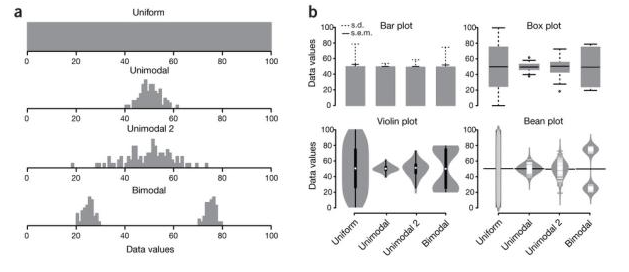 a
Uniform
0 20 40 60 80 100
Unimodal
0 20 40 60 80 100
Unimodal 2
0 20 40 60 80 100
Bimodal
0 20 40 60 80 100
Data values
b
s.d.
s.e.m.
Bar plot
Data values
100
80
60
40
20
0
Box plot
Data values
100
80
60
40
20
0
Violin plot
Data values
100
80
60
40
20
0
Uniform
Unimodal
Unimodal 2
Bimodal
Bean plot
100
80
60
40
20
0
Uniform
Unimodal
Unimodal 2
Bimodal